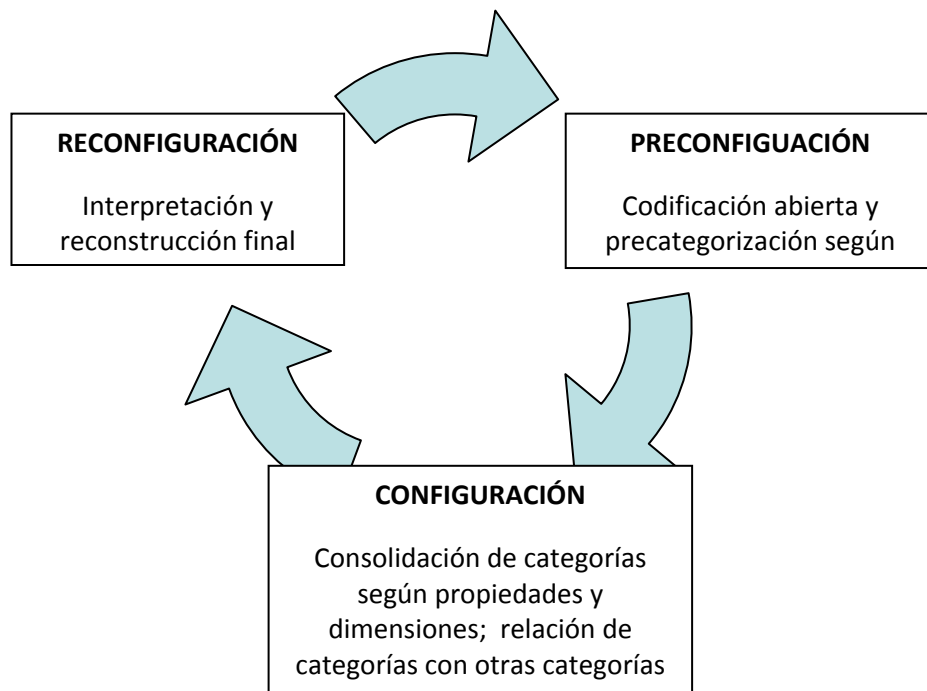 RECONFIGURACIÓN
Interpretación y
reconstrucción final
PRECONFIGUACIÓN
Codificación abierta y
precategorización según
CONFIGURACIÓN
Consolidación de categorías
según propiedades y
dimensiones;  relación de
categorías con otras categorías